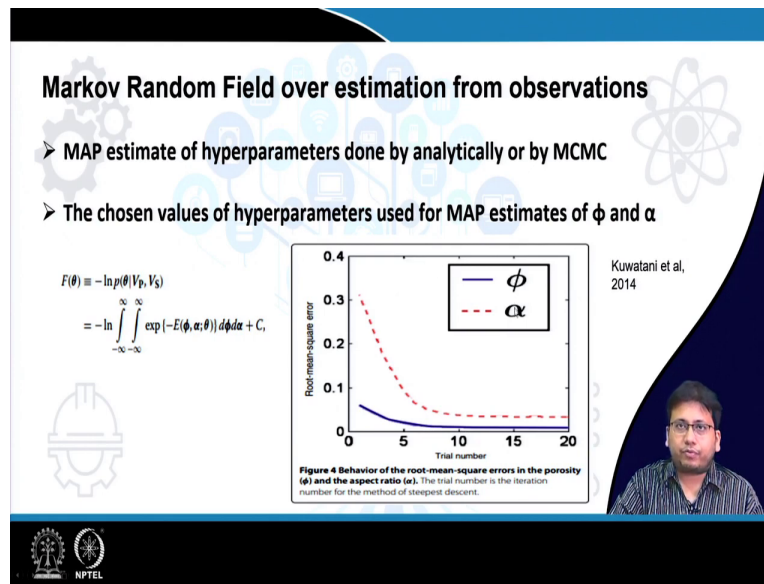 Markov Random Field over estimation from observations
➤ MAP estimate of hyperparameters done by analytically or by MCMC
➤ The chosen values of hyperparameters used for MAP estimates of ϕ and α
F(θ) ≡ −ln p(θ|V_P, V_S)
= −ln ∫_{−∞}^{∞} ∫_{−∞}^{∞} exp{−E(ϕ, α; θ)} dϕdα + C,
Kuwatani et al,
2014
0.4
0.3
0.2
0.1
0
Root-mean-square error
ϕ
α
0 5 10 15 20
Trial number
Figure 4 Behavior of the root-mean-square errors in the porosity
(ϕ) and the aspect ratio (α). The trial number is the iteration
number for the method of steepest descent.
NPTEL